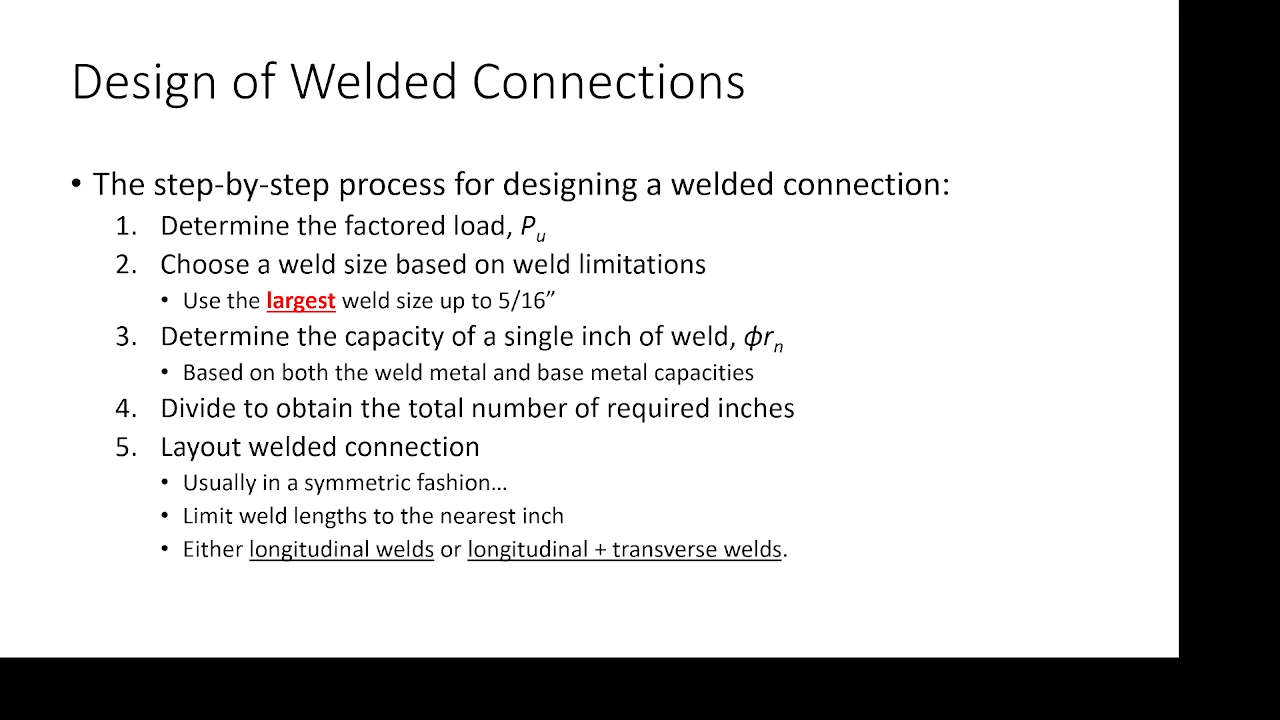 Design of Welded Connections
• The step-by-step process for designing a welded connection:
1. Determine the factored load, Pu
2. Choose a weld size based on weld limitations
• Use the largest weld size up to 5/16”
3. Determine the capacity of a single inch of weld, ϕrn
• Based on both the weld metal and base metal capacities
4. Divide to obtain the total number of required inches
5. Layout welded connection
• Usually in a symmetric fashion…
• Limit weld lengths to the nearest inch
• Either longitudinal welds or longitudinal + transverse welds.